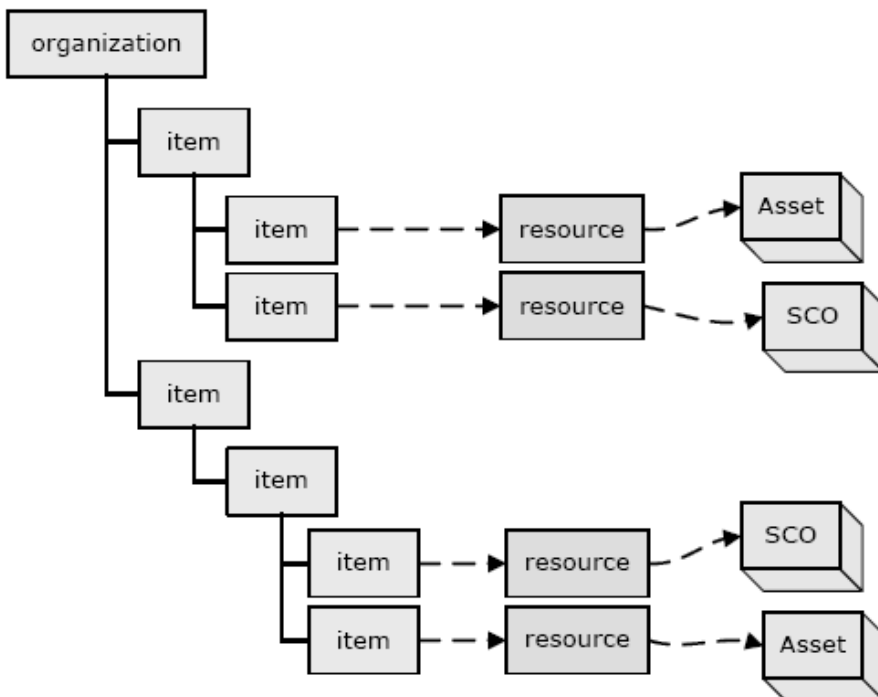 organization
item
item
resource
Asset
item
resource
SCO
item
item
item
resource
SCO
item
resource
Asset